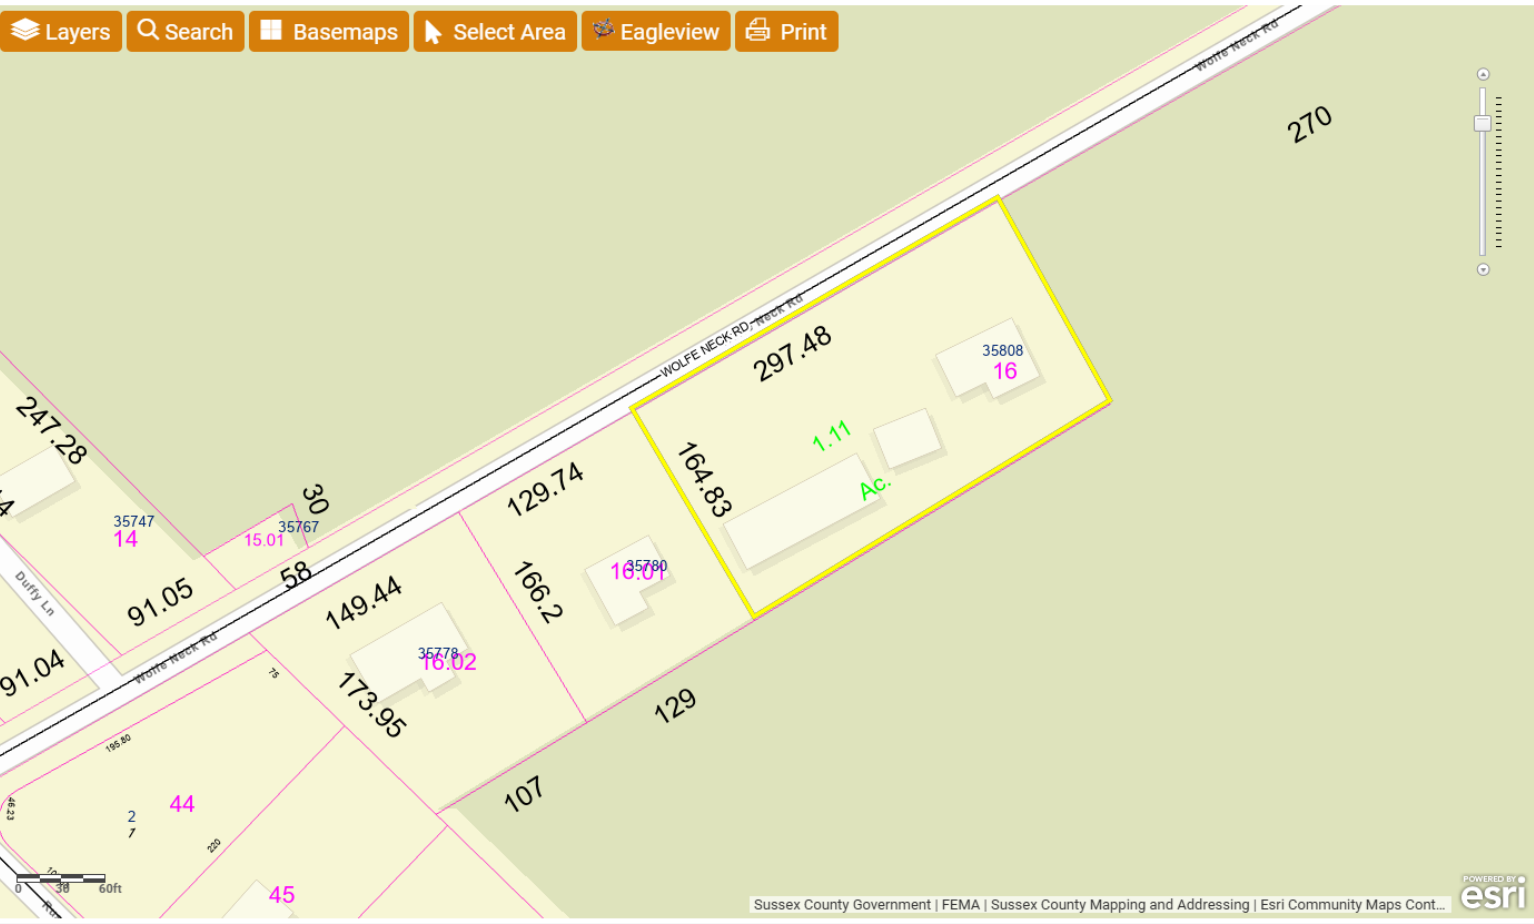 Layers
Search
Basemaps
Select Area
Eagleview
Print
Wolfe Neck Rd
270
WOLFE NECK RD
Neck Rd
297.48
35808
16
247.28
164.83
1.11
Ac.
129.74
30
35747
14
35767
15.01
58
35780
16.01
166.2
Duffy Ln
91.05
149.44
Wolfe Neck Rd
35778
16.02
91.04
75
173.95
129
195.80
107
44
2
1
46.23
220
45
0 30 60ft
Sussex County Government | FEMA | Sussex County Mapping and Addressing | Esri Community Maps Cont...
POWERED BY
esri